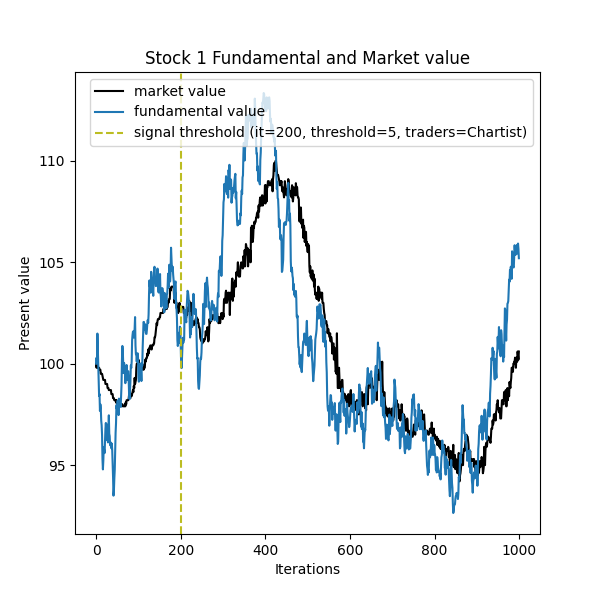 Stock 1 Fundamental and Market value
market value
fundamental value
signal threshold (it=200, threshold=5, traders=Chartist)
110
105
100
95
Present value
0 200 400 600 800 1000
Iterations